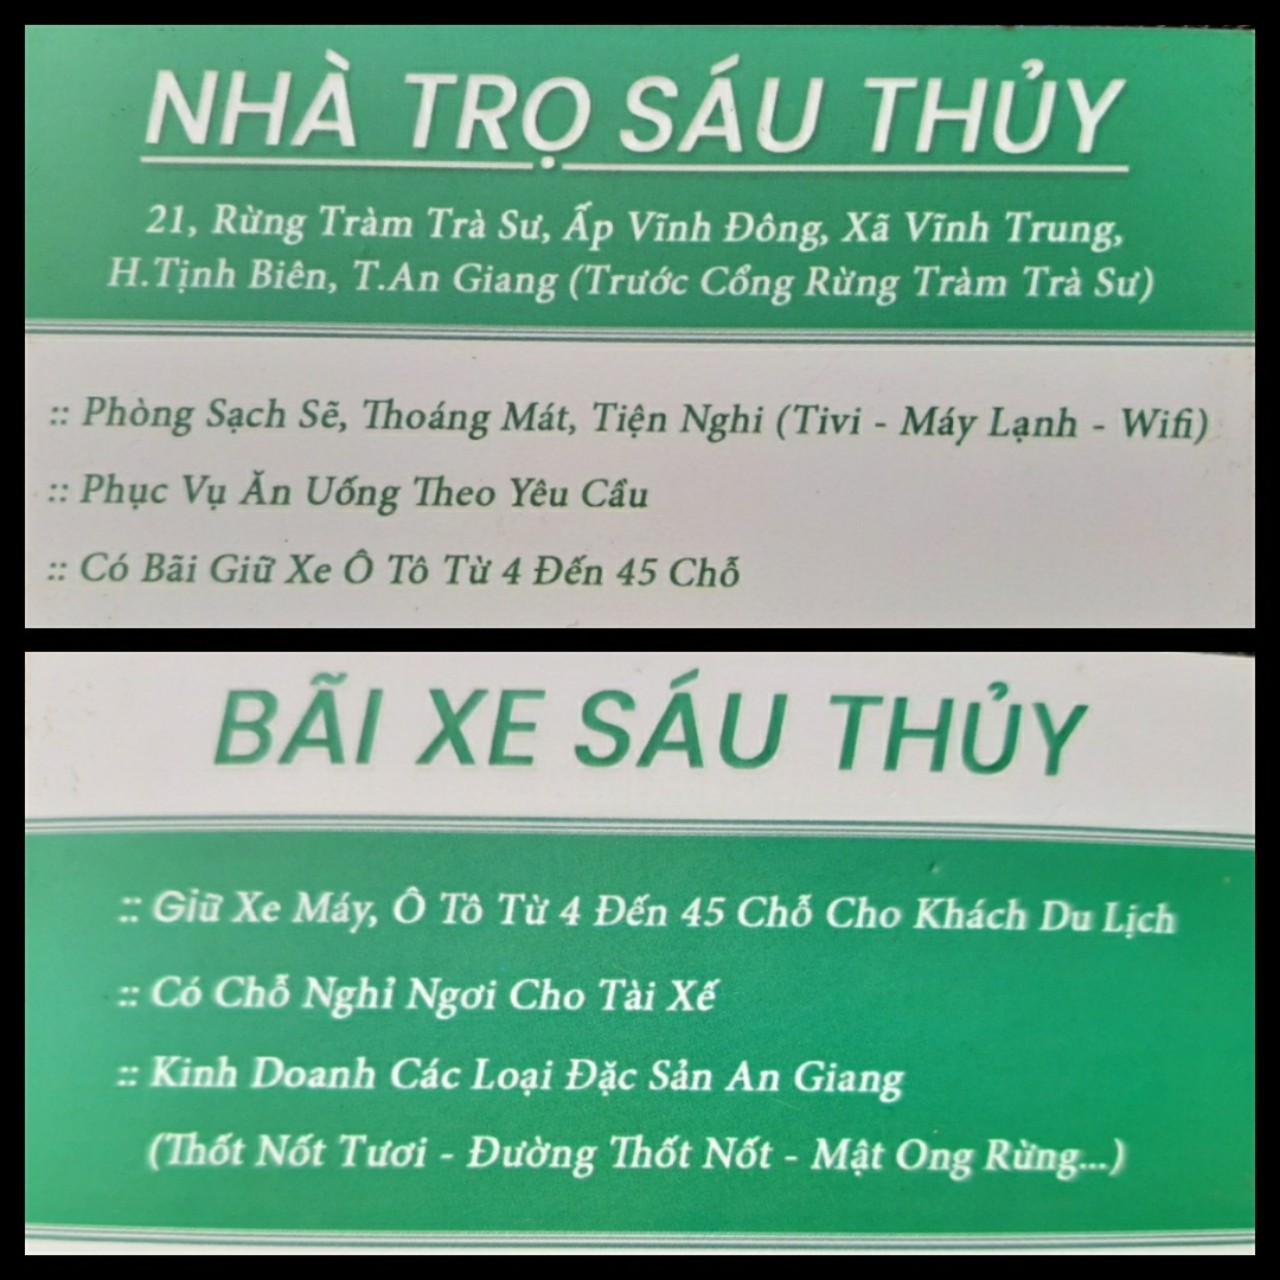 NHÀ TRỌ SÁU THỦY
21, Rừng Tràm Trà Sư, Ấp Vĩnh Đông, Xã Vĩnh Trung,
H.Tịnh Biên, T.An Giang (Trước Cổng Rừng Tràm Trà Sư)
:: Phòng Sạch Sẽ, Thoáng Mát, Tiện Nghi (Tivi - Máy Lạnh - Wifi)
:: Phục Vụ Ăn Uống Theo Yêu Cầu
:: Có Bãi Giữ Xe Ô Tô Từ 4 Đến 45 Chỗ
BÃI XE SÁU THỦY
:: Giữ Xe Máy, Ô Tô Từ 4 Đến 45 Chỗ Cho Khách Du Lịch
:: Có Chỗ Nghỉ Ngơi Cho Tài Xế
:: Kinh Doanh Các Loại Đặc Sản An Giang
(Thốt Nốt Tươi - Đường Thốt Nốt - Mật Ong Rừng...)